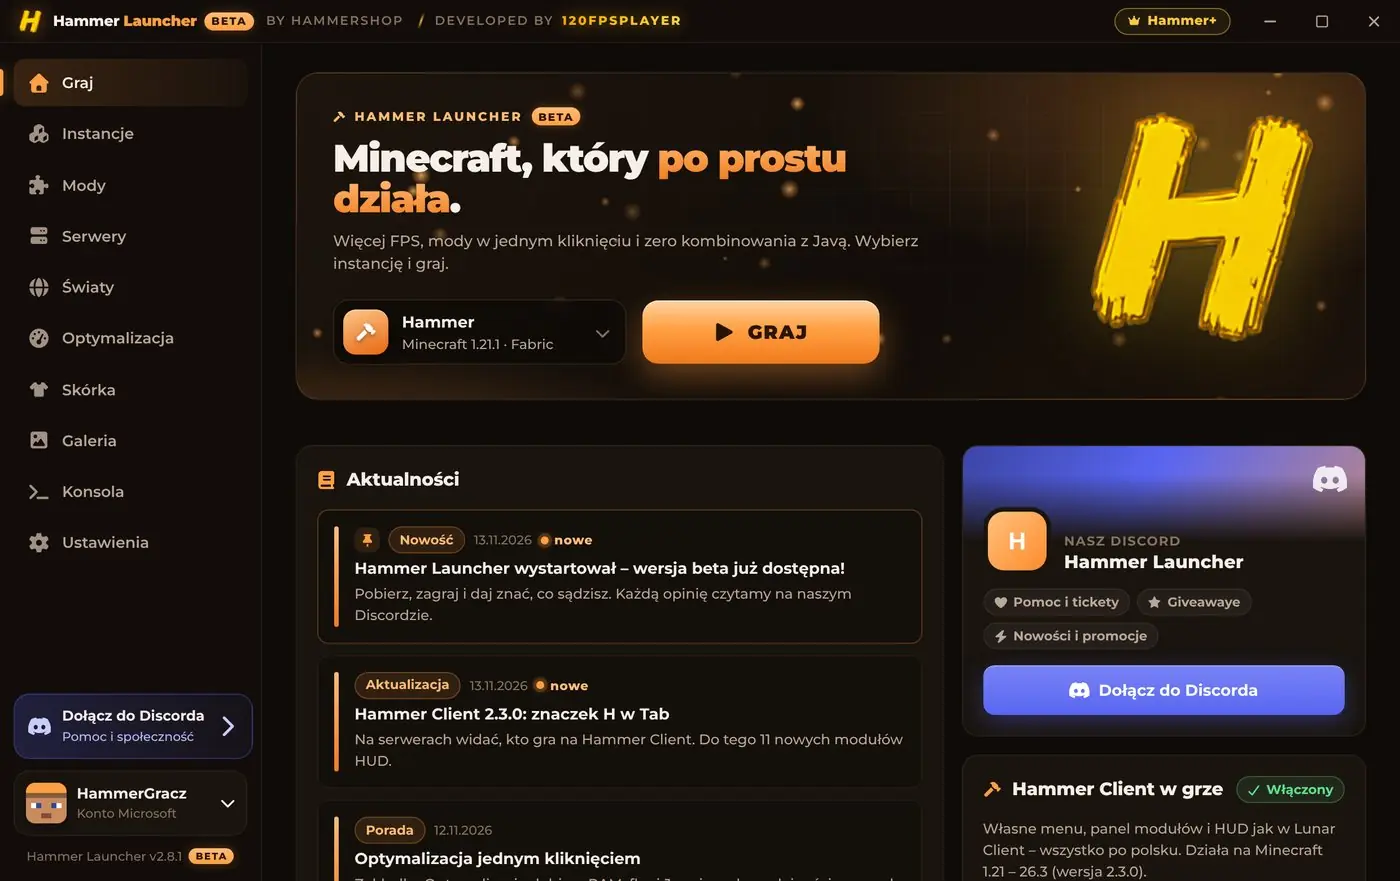 H Hammer Launcher BETA BY HAMMERSHOP / DEVELOPED BY 120FPSPLAYER
Hammer+
Graj
Instancje
Mody
Serwery
Światy
Optymalizacja
Skórka
Galeria
Konsola
Ustawienia
Dołącz do Discorda
Pomoc i społeczność
HammerGracz
Konto Microsoft
Hammer Launcher v2.8.1 BETA
HAMMER LAUNCHER BETA
Minecraft, który po prostu
działa.
Więcej FPS, mody w jednym kliknięciu i zero kombinowania z Javą. Wybierz
instancję i graj.
Hammer
Minecraft 1.21.1 · Fabric
GRAJ
H
Aktualności
Nowość 13.11.2026 nowe
Hammer Launcher wystartował – wersja beta już dostępna!
Pobierz, zagraj i daj znać, co sądzisz. Każdą opinię czytamy na naszym
Discordzie.
Aktualizacja 13.11.2026 nowe
Hammer Client 2.3.0: znaczek H w Tab
Na serwerach widać, kto gra na Hammer Client. Do tego 11 nowych modułów
HUD.
Porada 12.11.2026
Optymalizacja jednym kliknięciem
H
NASZ DISCORD
Hammer Launcher
Pomoc i tickety
Giveawaye
Nowości i promocje
Dołącz do Discorda
Hammer Client w grze
Włączony
Własne menu, panel modułów i HUD jak w Lunar
Client – wszystko po polsku. Działa na Minecraft
1.21 – 26.3 (wersja 2.3.0).